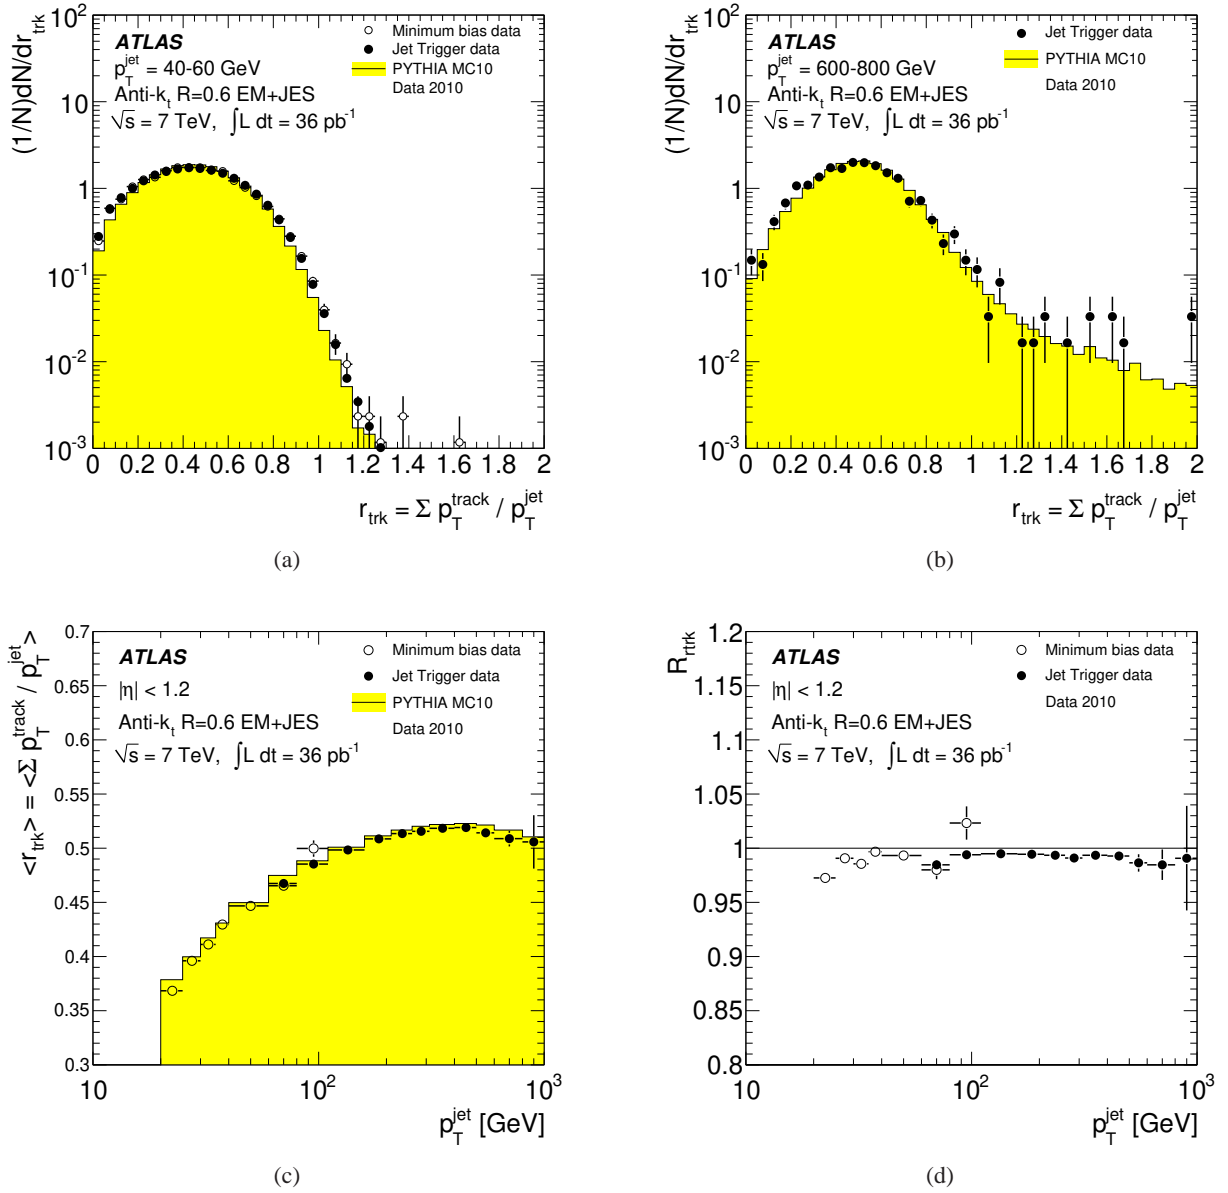 (1/N)dN/dr_trk
10^2
10
1
10^-1
10^-2
10^-3
ATLAS
p_T^jet = 40-60 GeV
Anti-k_t R=0.6 EM+JES
√s = 7 TeV, ∫L dt = 36 pb^-1
Minimum bias data
Jet Trigger data
PYTHIA MC10
Data 2010
0 0.2 0.4 0.6 0.8 1 1.2 1.4 1.6 1.8 2
r_trk = Σ p_T^track / p_T^jet
(a)
(1/N)dN/dr_trk
10^2
10
1
10^-1
10^-2
10^-3
ATLAS
p_T^jet = 600-800 GeV
Anti-k_t R=0.6 EM+JES
√s = 7 TeV, ∫L dt = 36 pb^-1
Jet Trigger data
PYTHIA MC10
Data 2010
0 0.2 0.4 0.6 0.8 1 1.2 1.4 1.6 1.8 2
r_trk = Σ p_T^track / p_T^jet
(b)
<r_trk> = <Σ p_T^track / p_T^jet>
0.7
0.65
0.6
0.55
0.5
0.45
0.4
0.35
0.3
ATLAS
|η| < 1.2
Anti-k_t R=0.6 EM+JES
√s = 7 TeV, ∫L dt = 36 pb^-1
Minimum bias data
Jet Trigger data
PYTHIA MC10
Data 2010
10 10^2 10^3
p_T^jet [GeV]
(c)
R_rtrk
1.2
1.15
1.1
1.05
1
0.95
0.9
0.85
0.8
ATLAS
|η| < 1.2
Anti-k_t R=0.6 EM+JES
√s = 7 TeV, ∫L dt = 36 pb^-1
Minimum bias data
Jet Trigger data
Data 2010
10 10^2 10^3
p_T^jet [GeV]
(d)